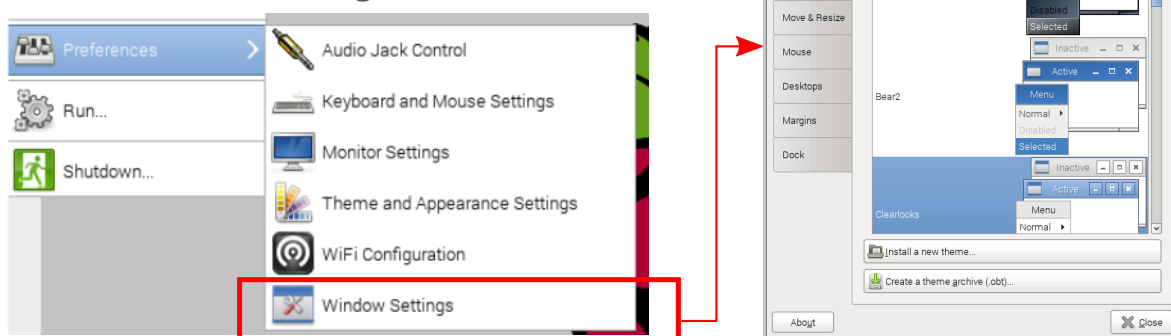 Preferences
Run...
Shutdown...
Audio Jack Control
Keyboard and Mouse Settings
Monitor Settings
Theme and Appearance Settings
WiFi Configuration
Window Settings
Move & Resize
Mouse
Desktops
Margins
Dock
Disabled
Selected
Inactive
Active
Bear2
Menu
Normal
Disabled
Selected
Inactive
Active
Clearlooks
Menu
Normal
Install a new theme...
Create a theme archive (.obt)...
About
Close